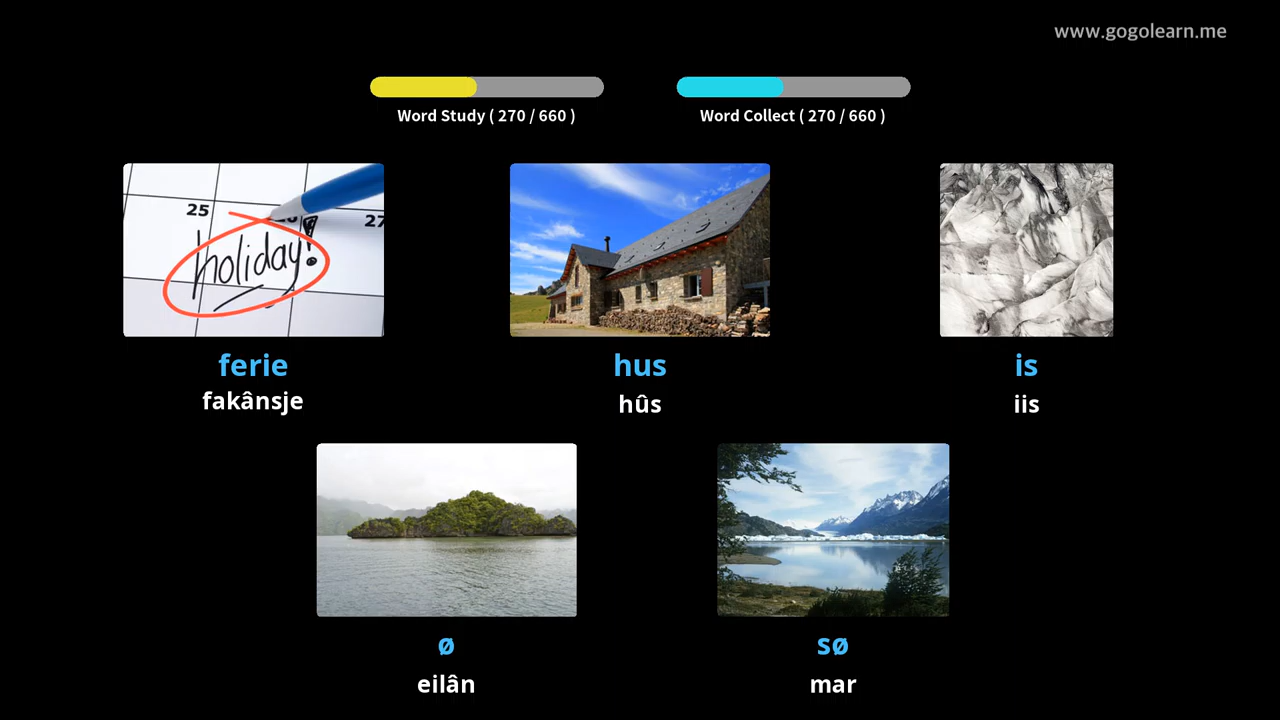 www.gogolearn.me
Word Study ( 270 / 660 )
Word Collect ( 270 / 660 )
25
27
holiday!
ferie
fakânsje
hus
hûs
is
iis
ø
eilân
sø
mar